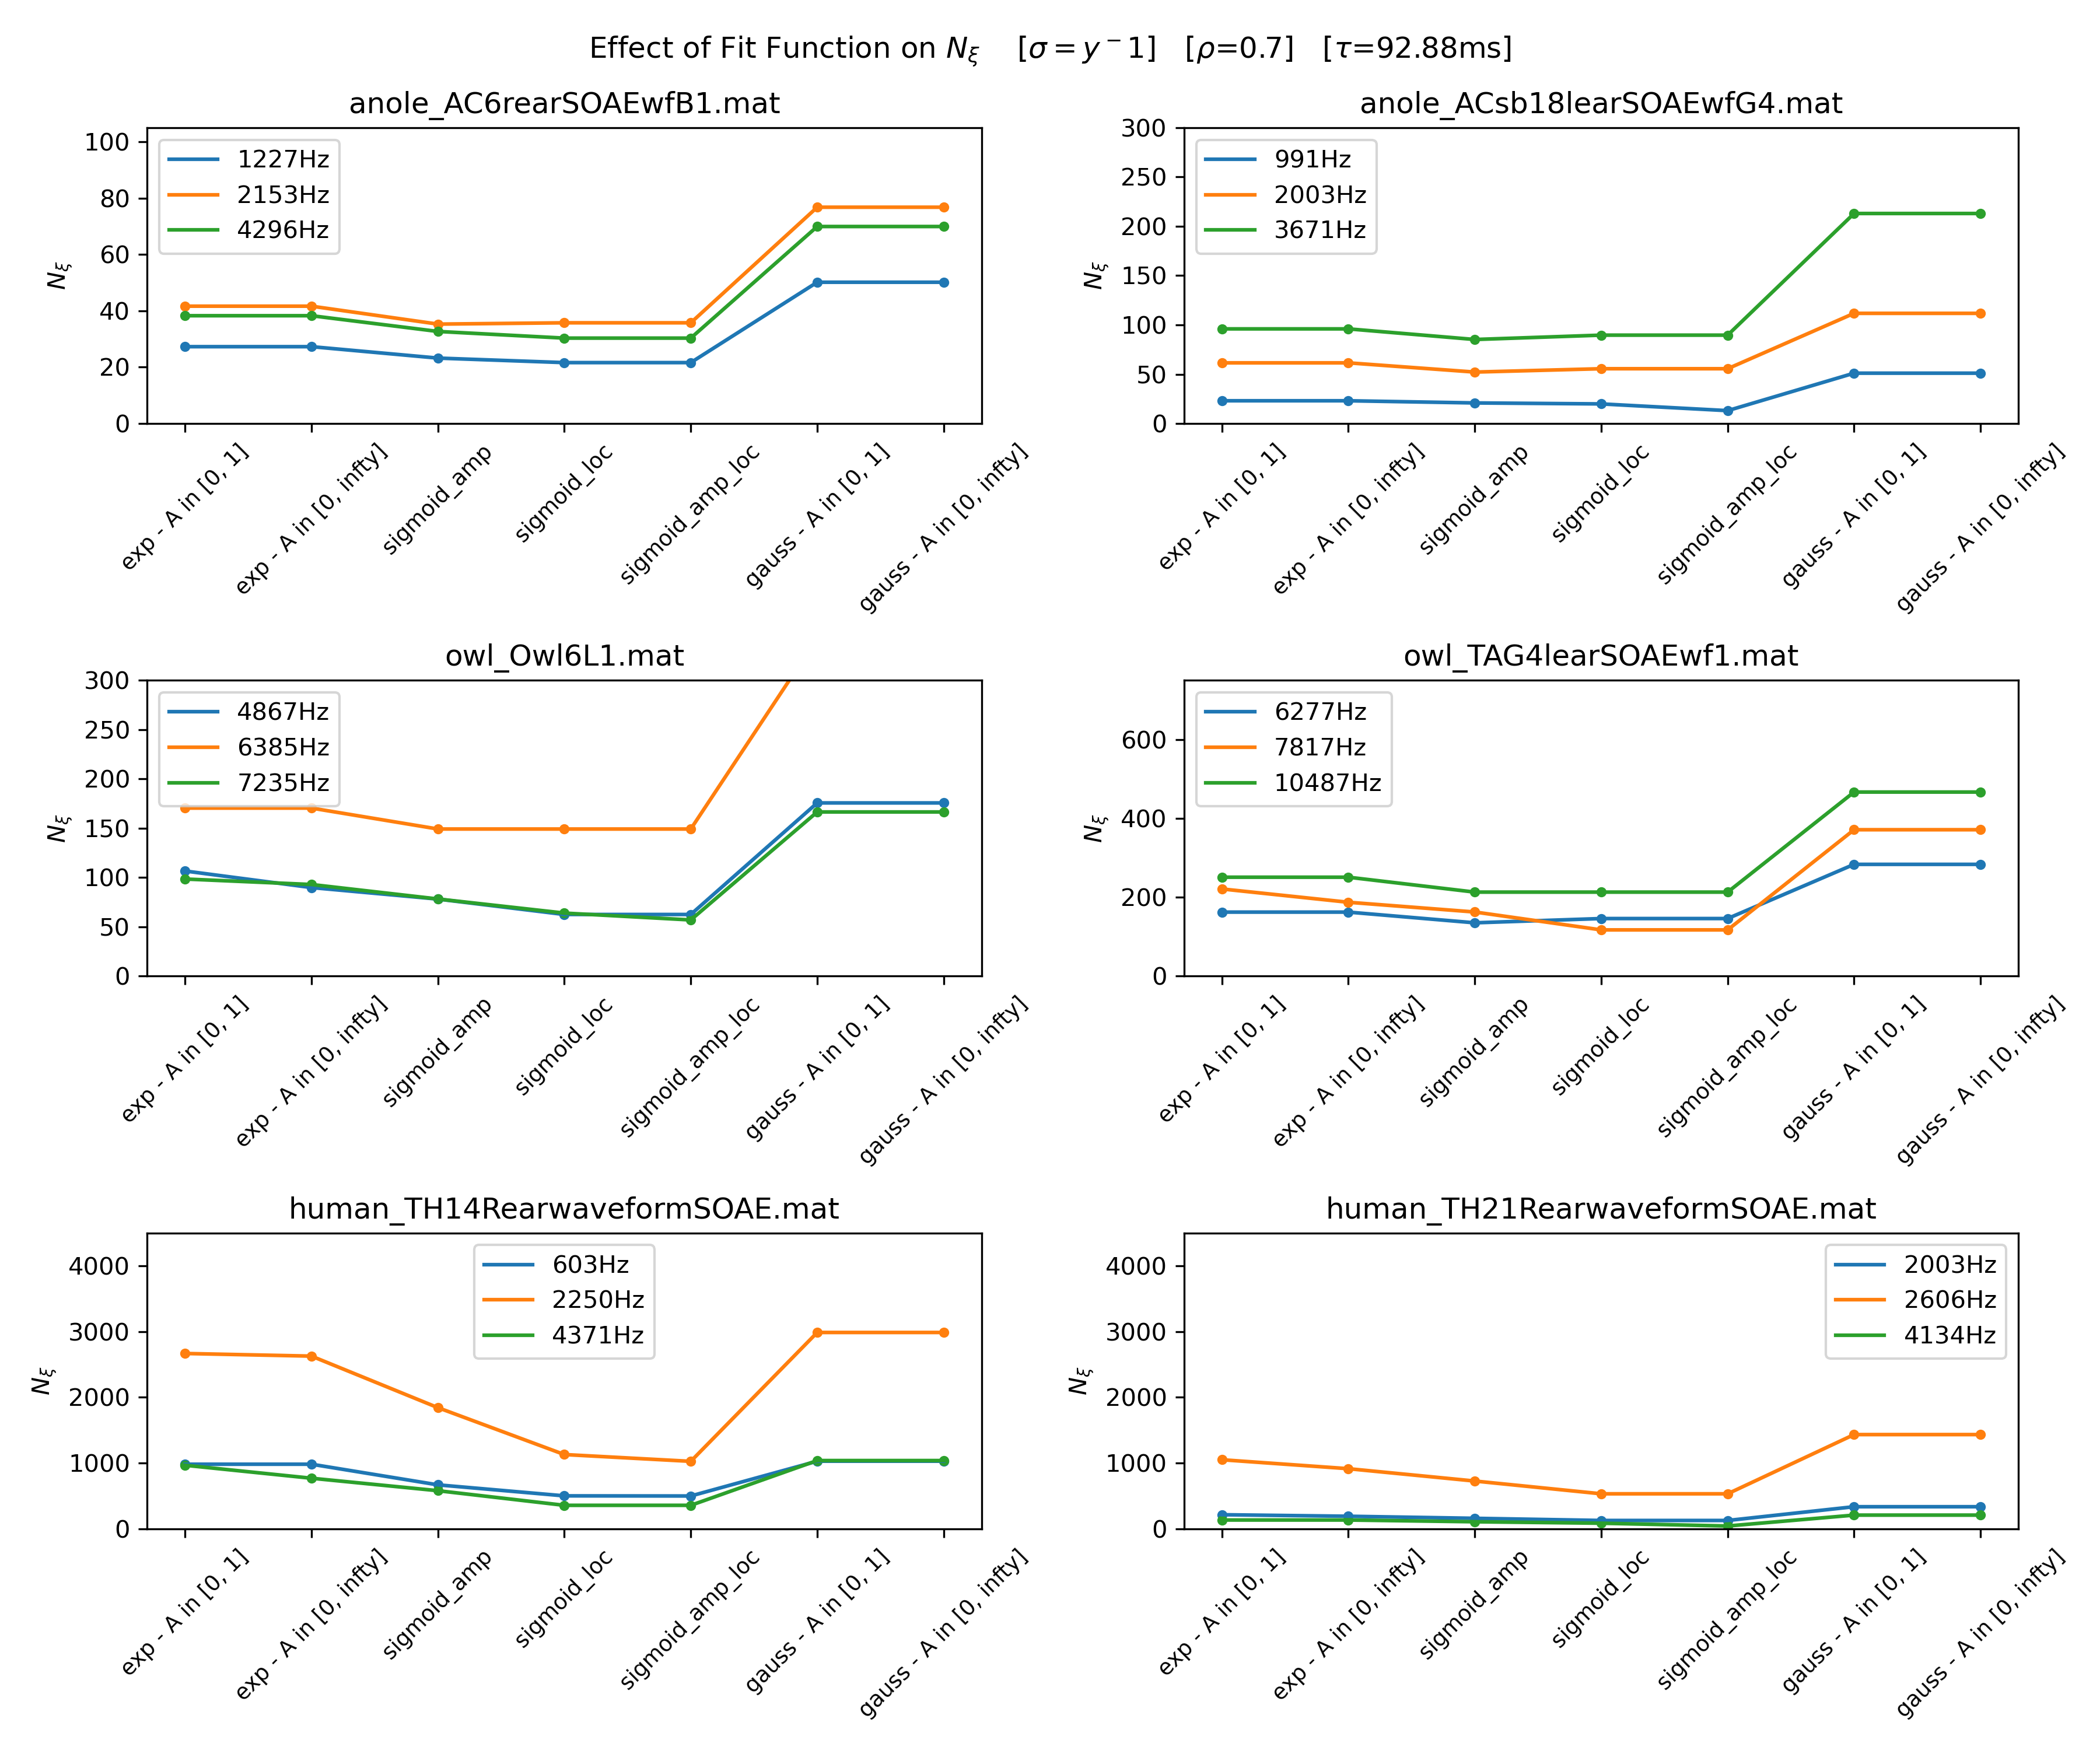 Effect of Fit Function on Nξ [σ = y⁻1] [ρ=0.7] [τ=92.88ms]
anole_AC6rearSOAEwfB1.mat
100
80
60
40
20
0
Nξ
1227Hz
2153Hz
4296Hz
exp - A in [0, 1]
exp - A in [0, infty]
sigmoid_amp
sigmoid_loc
sigmoid_amp_loc
gauss - A in [0, 1]
gauss - A in [0, infty]
anole_ACsb18learSOAEwfG4.mat
300
250
200
150
100
50
0
Nξ
991Hz
2003Hz
3671Hz
exp - A in [0, 1]
exp - A in [0, infty]
sigmoid_amp
sigmoid_loc
sigmoid_amp_loc
gauss - A in [0, 1]
gauss - A in [0, infty]
owl_Owl6L1.mat
300
250
200
150
100
50
0
Nξ
4867Hz
6385Hz
7235Hz
exp - A in [0, 1]
exp - A in [0, infty]
sigmoid_amp
sigmoid_loc
sigmoid_amp_loc
gauss - A in [0, 1]
gauss - A in [0, infty]
owl_TAG4learSOAEwf1.mat
600
400
200
0
Nξ
6277Hz
7817Hz
10487Hz
exp - A in [0, 1]
exp - A in [0, infty]
sigmoid_amp
sigmoid_loc
sigmoid_amp_loc
gauss - A in [0, 1]
gauss - A in [0, infty]
human_TH14RearwaveformSOAE.mat
4000
3000
2000
1000
0
Nξ
603Hz
2250Hz
4371Hz
exp - A in [0, 1]
exp - A in [0, infty]
sigmoid_amp
sigmoid_loc
sigmoid_amp_loc
gauss - A in [0, 1]
gauss - A in [0, infty]
human_TH21RearwaveformSOAE.mat
4000
3000
2000
1000
0
Nξ
2003Hz
2606Hz
4134Hz
exp - A in [0, 1]
exp - A in [0, infty]
sigmoid_amp
sigmoid_loc
sigmoid_amp_loc
gauss - A in [0, 1]
gauss - A in [0, infty]